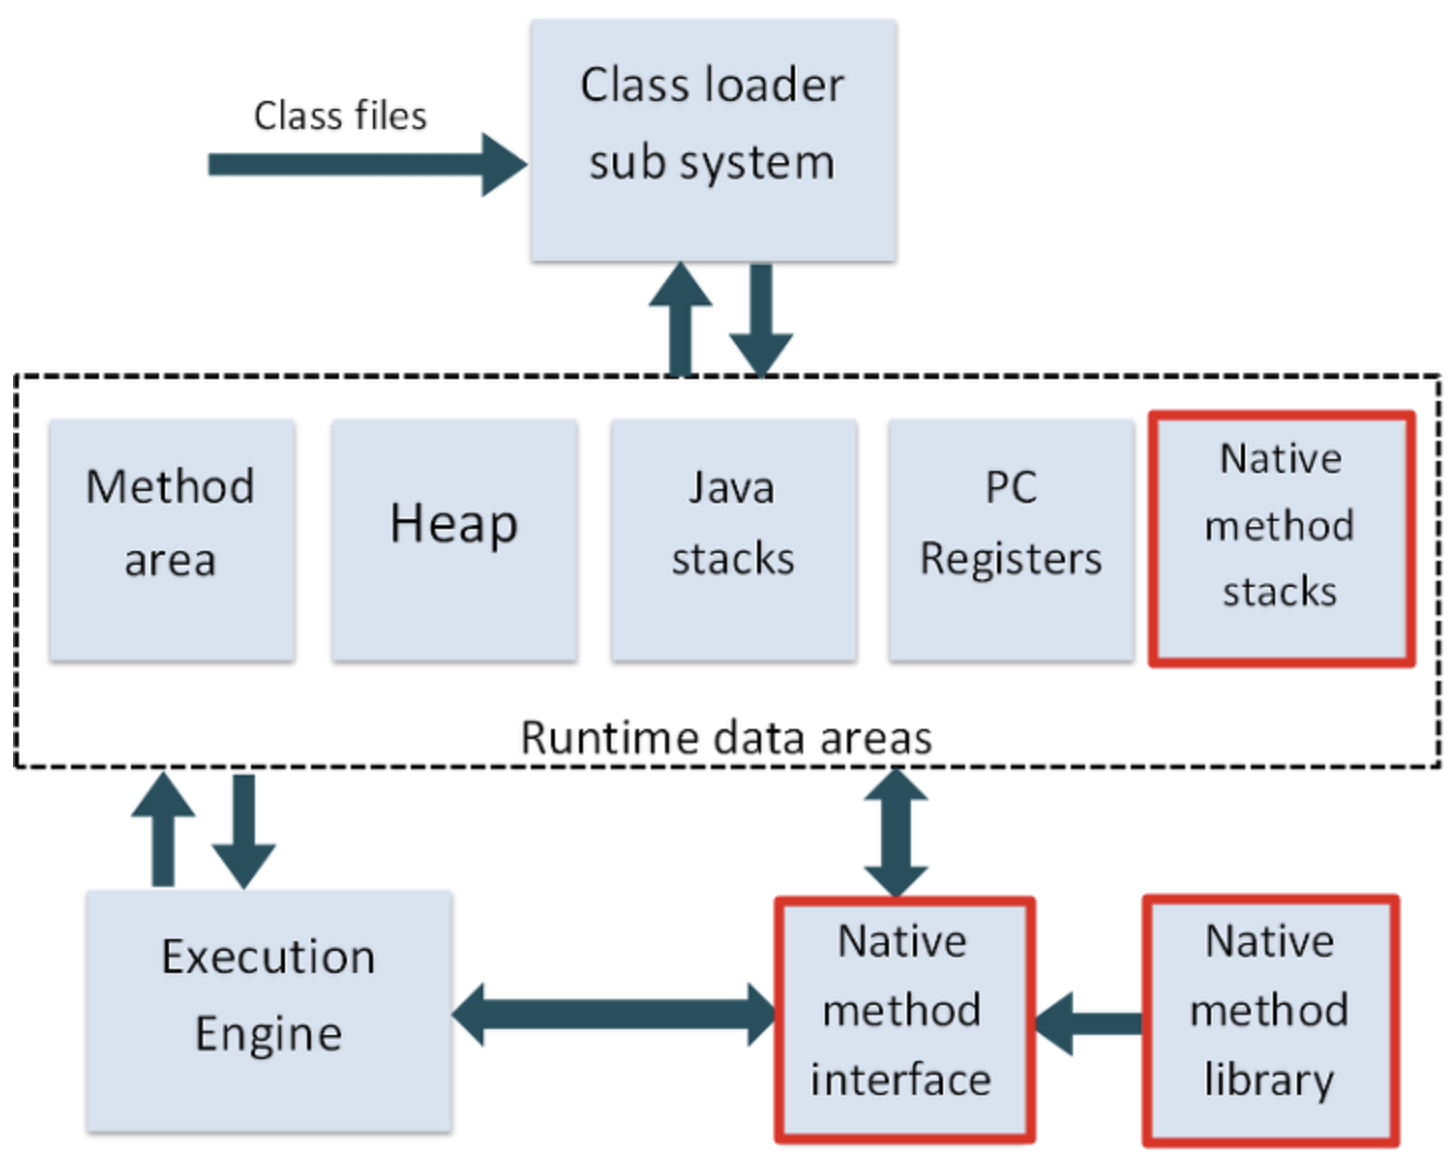 Class files
Class loader
sub system
Method
area
Heap
Java
stacks
PC
Registers
Native
method
stacks
Runtime data areas
Execution
Engine
Native
method
interface
Native
method
library